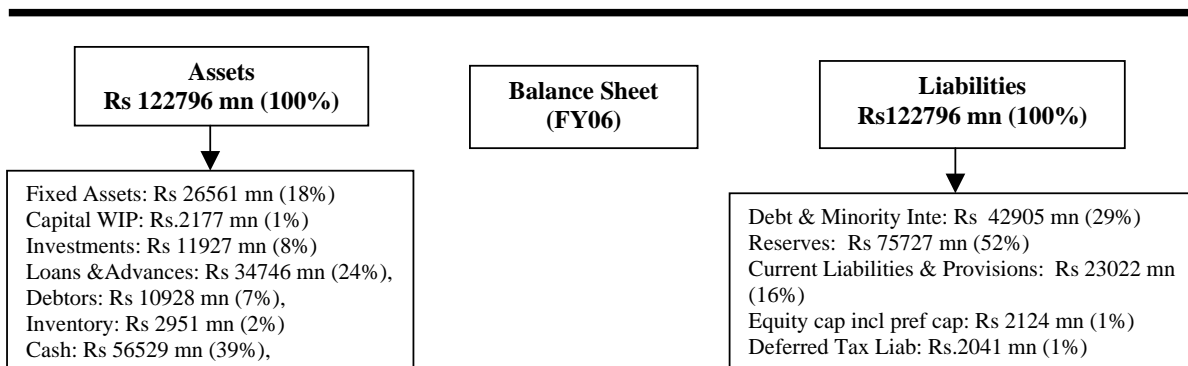 Assets
Rs 122796 mn (100%)
Balance Sheet
(FY06)
Liabilities
Rs122796 mn (100%)
Fixed Assets: Rs 26561 mn (18%)
Capital WIP: Rs.2177 mn (1%)
Investments: Rs 11927 mn (8%)
Loans &Advances: Rs 34746 mn (24%),
Debtors: Rs 10928 mn (7%),
Inventory: Rs 2951 mn (2%)
Cash: Rs 56529 mn (39%),
Debt & Minority Inte: Rs  42905 mn (29%)
Reserves:  Rs 75727 mn (52%)
Current Liabilities & Provisions:  Rs 23022 mn
(16%)
Equity cap incl pref cap: Rs 2124 mn (1%)
Deferred Tax Liab: Rs.2041 mn (1%)